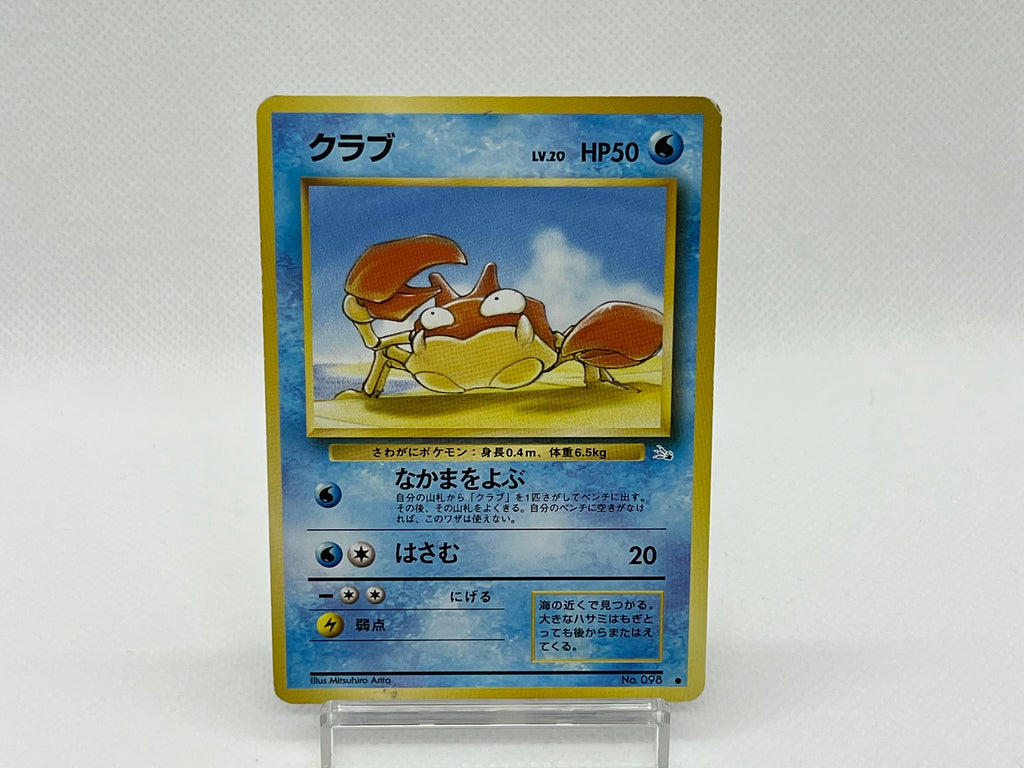 クラブ LV.20 HP50
さわがにポケモン：身長0.4m、体重6.5kg
なかまをよぶ
自分の山札から「クラブ」を1匹さがしてベンチに出す。
その後、その山札をよくきる。自分のベンチに空きがなけ
れば、このワザは使えない。
はさむ 20
にげる
弱点
海の近くで見つかる。
大きなハサミはもぎと
っても後からまたはえ
てくる。
Illus. Mitsuhiro Arita No. 098